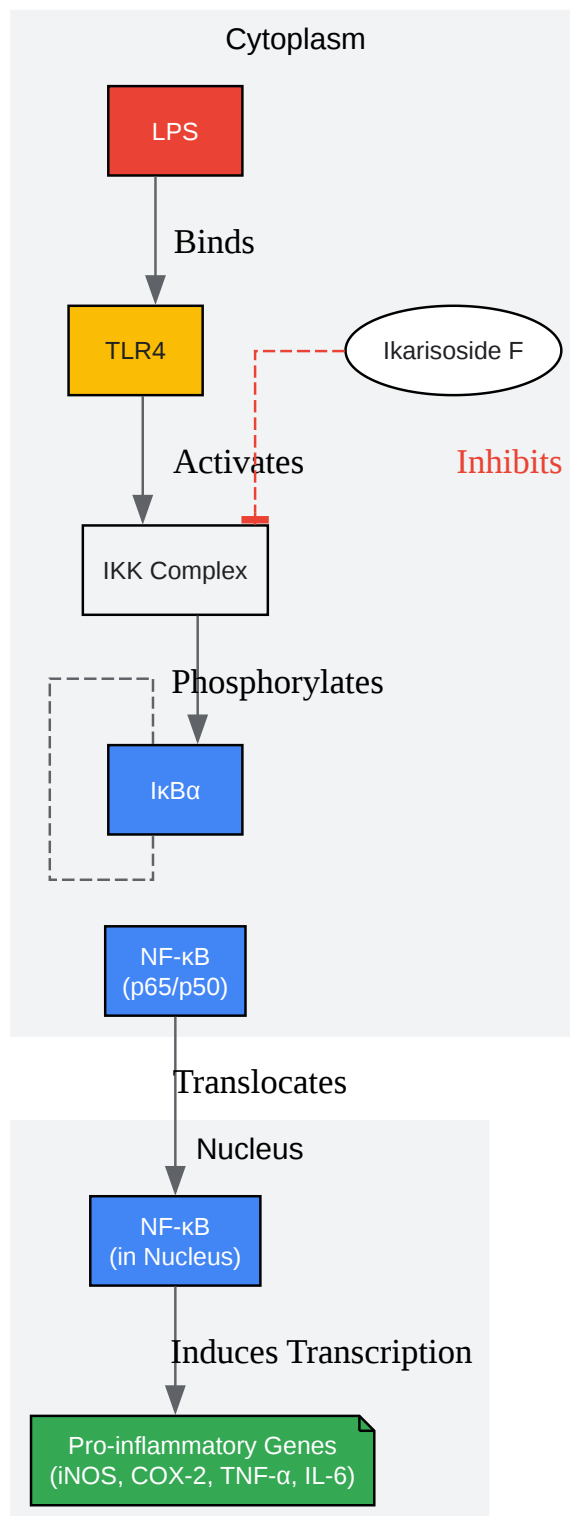 Cytoplasm
LPS
Binds
TLR4
Ikarisoside F
Activates
Inhibits
IKK Complex
Phosphorylates
IκBα
NF-κB
(p65/p50)
Translocates
Nucleus
NF-κB
(in Nucleus)
Induces Transcription
Pro-inflammatory Genes
(iNOS, COX-2, TNF-α, IL-6)